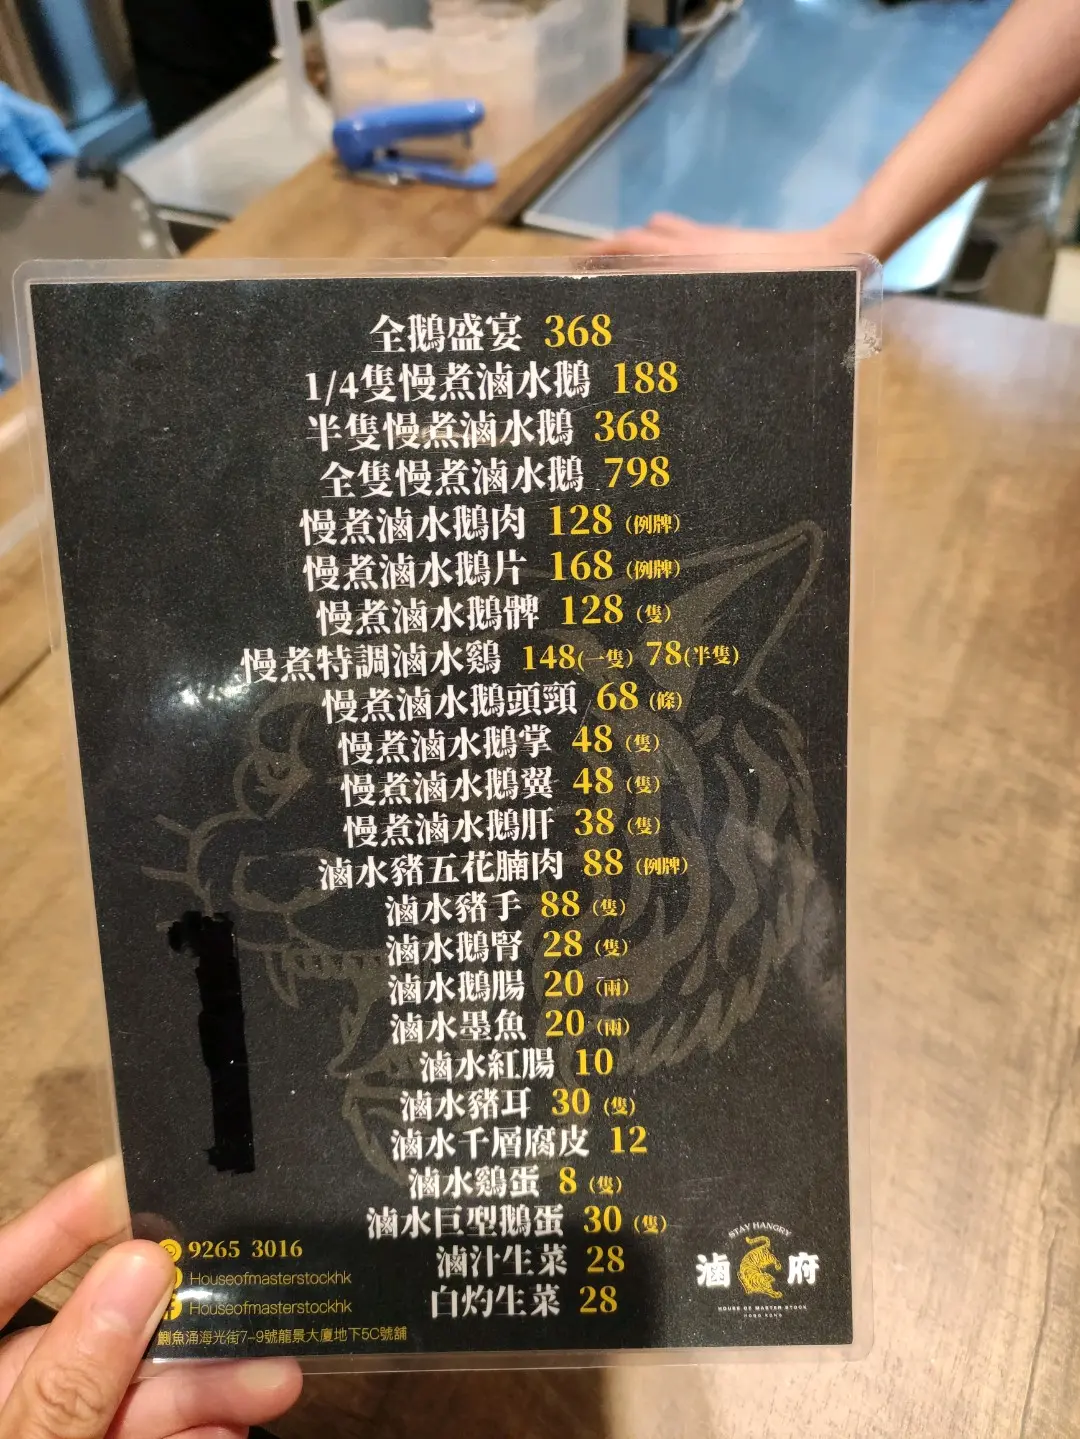 全鵝盛宴 368
1/4隻慢煮滷水鵝 188
半隻慢煮滷水鵝 368
全隻慢煮滷水鵝 798
慢煮滷水鵝肉 128 (例牌)
慢煮滷水鵝片 168 (例牌)
慢煮滷水鵝髀 128 (隻)
慢煮特調滷水鷄 148(一隻) 78(半隻)
慢煮滷水鵝頭頸 68 (條)
慢煮滷水鵝掌 48 (隻)
慢煮滷水鵝翼 48 (隻)
慢煮滷水鵝肝 38 (隻)
滷水豬五花腩肉 88 (例牌)
滷水豬手 88 (隻)
滷水鵝腎 28 (隻)
滷水鵝腸 20 (兩)
滷水墨魚 20 (兩)
滷水紅腸 10
滷水豬耳 30 (隻)
滷水千層腐皮 12
滷水鷄蛋 8 (隻)
滷水巨型鵝蛋 30 (隻)
滷汁生菜 28
白灼生菜 28
9265 3016
Houseofmasterstockhk
Houseofmasterstockhk
鰂魚涌海光街7-9號龍景大廈地下5C號舖
STAY HANGRY
滷府
HOUSE OF MASTER STOCK
HONG KONG